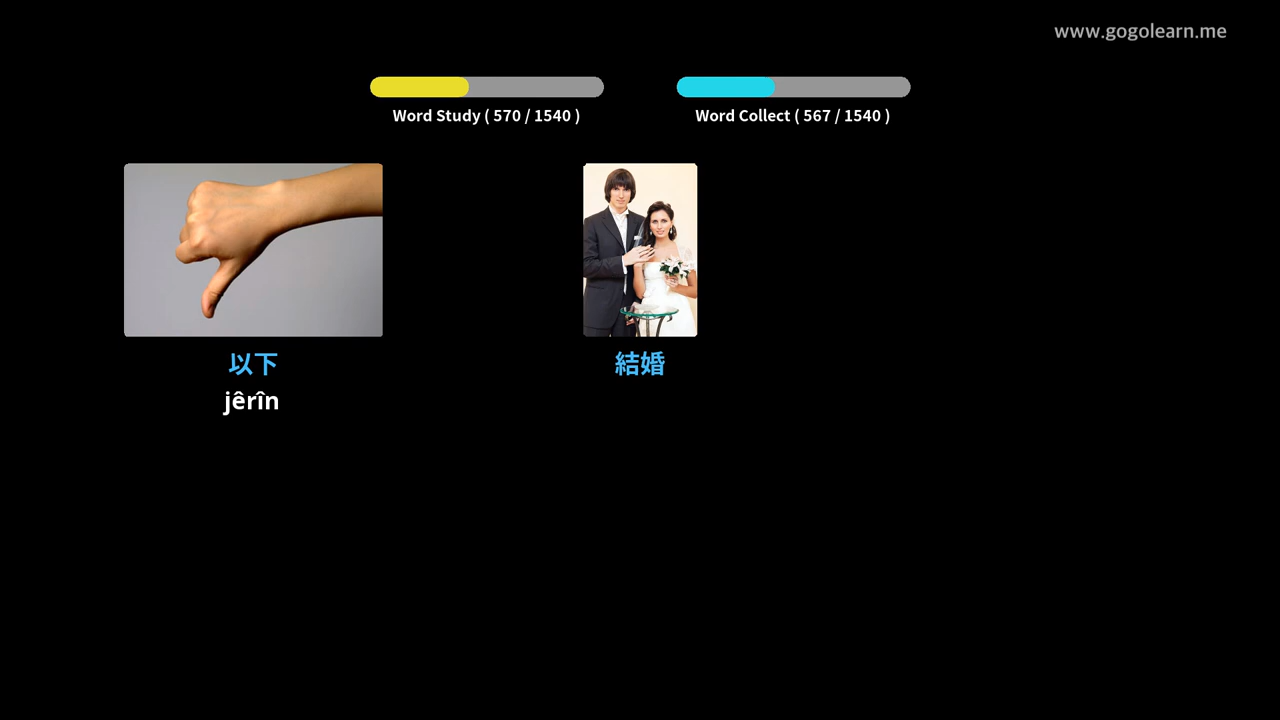 www.gogolearn.me
Word Study ( 570 / 1540 )
Word Collect ( 567 / 1540 )
以下
jêrîn
結婚